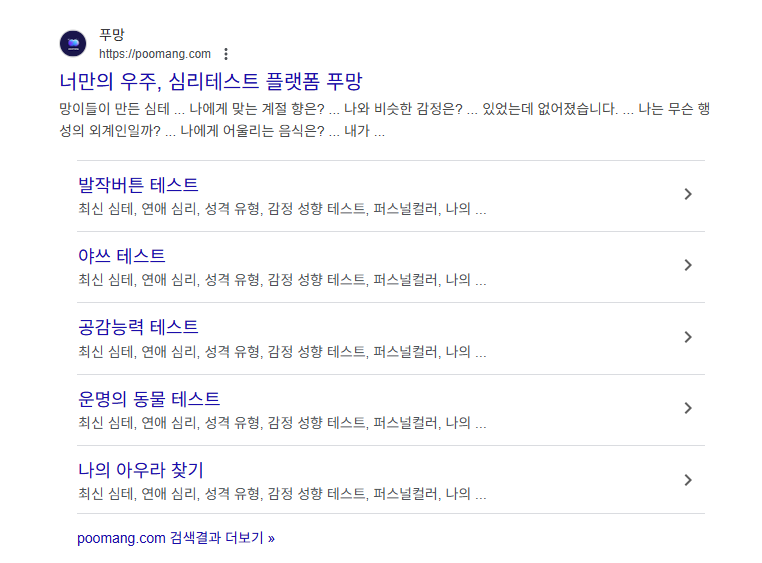 푸망
https://poomang.com
너만의 우주, 심리테스트 플랫폼 푸망
망이들이 만든 심테 ... 나에게 맞는 계절 향은? ... 나와 비슷한 감정은? ... 있었는데 없어졌습니다. ... 나는 무슨 행
성의 외계인일까? ... 나에게 어울리는 음식은? ... 내가 ...
발작버튼 테스트
최신 심테, 연애 심리, 성격 유형, 감정 성향 테스트, 퍼스널컬러, 나의 ...
야쓰 테스트
최신 심테, 연애 심리, 성격 유형, 감정 성향 테스트, 퍼스널컬러, 나의 ...
공감능력 테스트
최신 심테, 연애 심리, 성격 유형, 감정 성향 테스트, 퍼스널컬러, 나의 ...
운명의 동물 테스트
최신 심테, 연애 심리, 성격 유형, 감정 성향 테스트, 퍼스널컬러, 나의 ...
나의 아우라 찾기
최신 심테, 연애 심리, 성격 유형, 감정 성향 테스트, 퍼스널컬러, 나의 ...
poomang.com 검색결과 더보기 »